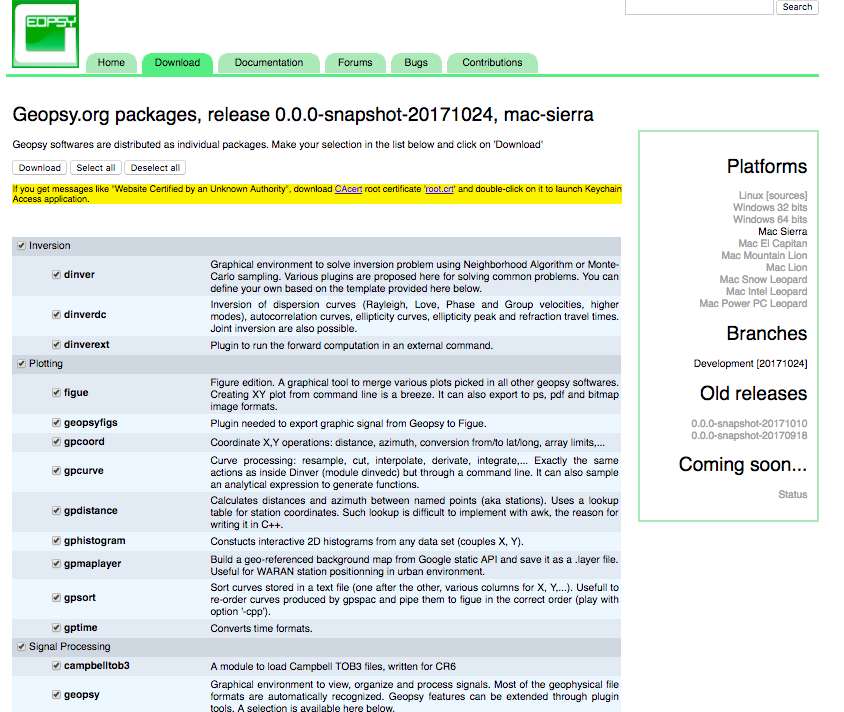 EOPSY
Search
Home
Download
Documentation
Forums
Bugs
Contributions
Geopsy.org packages, release 0.0.0-snapshot-20171024, mac-sierra
Geopsy softwares are distributed as individual packages. Make your selection in the list below and click on 'Download'
Download
Select all
Deselect all
If you get messages like "Website Certified by an Unknown Authority", download CAcert root certificate 'root.crt' and double-click on it to launch Keychain
Access application.
Inversion
dinver
Graphical environment to solve inversion problem using Neighborhood Algorithm or Monte-
Carlo sampling. Various plugins are proposed here for solving common problems. You can
define your own based on the template provided here below.
dinverdc
Inversion of dispersion curves (Rayleigh, Love, Phase and Group velocities, higher
modes), autocorrelation curves, ellipticity curves, ellipticity peak and refraction travel times.
Joint inversion are also possible.
dinverext
Plugin to run the forward computation in an external command.
Plotting
figue
Figure edition. A graphical tool to merge various plots picked in all other geopsy softwares.
Creating XY plot from command line is a breeze. It can also export to ps, pdf and bitmap
image formats.
geopsyfigs
Plugin needed to export graphic signal from Geopsy to Figue.
gpcoord
Coordinate X,Y operations: distance, azimuth, conversion from/to lat/long, array limits,...
gpcurve
Curve processing: resample, cut, interpolate, derivate, integrate,... Exactly the same
actions as inside Dinver (module dinvedc) but through a command line. It can also sample
an analytical expression to generate functions.
gpdistance
Calculates distances and azimuth between named points (aka stations). Uses a lookup
table for station coordinates. Such lookup is difficult to implement with awk, the reason for
writing it in C++.
gphistogram
Constucts interactive 2D histograms from any data set (couples X, Y).
gpmaplayer
Build a geo-referenced background map from Google static API and save it as a .layer file.
Useful for WARAN station positionning in urban environment.
gpsort
Sort curves stored in a text file (one after the other, various columns for X, Y,...). Usefull to
re-order curves produced by gpspac and pipe them to figue in the correct order (play with
option '-cpp').
gptime
Converts time formats.
Signal Processing
campbelltob3
A module to load Campbell TOB3 files, written for CR6
geopsy
Graphical environment to view, organize and process signals. Most of the geophysical file
formats are automatically recognized. Geopsy features can be extended through plugin
tools. A selection is available here below.
Platforms
Linux [sources]
Windows 32 bits
Windows 64 bits
Mac Sierra
Mac El Capitan
Mac Mountain Lion
Mac Lion
Mac Snow Leopard
Mac Intel Leopard
Mac Power PC Leopard
Branches
Development [20171024]
Old releases
0.0.0-snapshot-20171010
0.0.0-snapshot-20170918
Coming soon...
Status